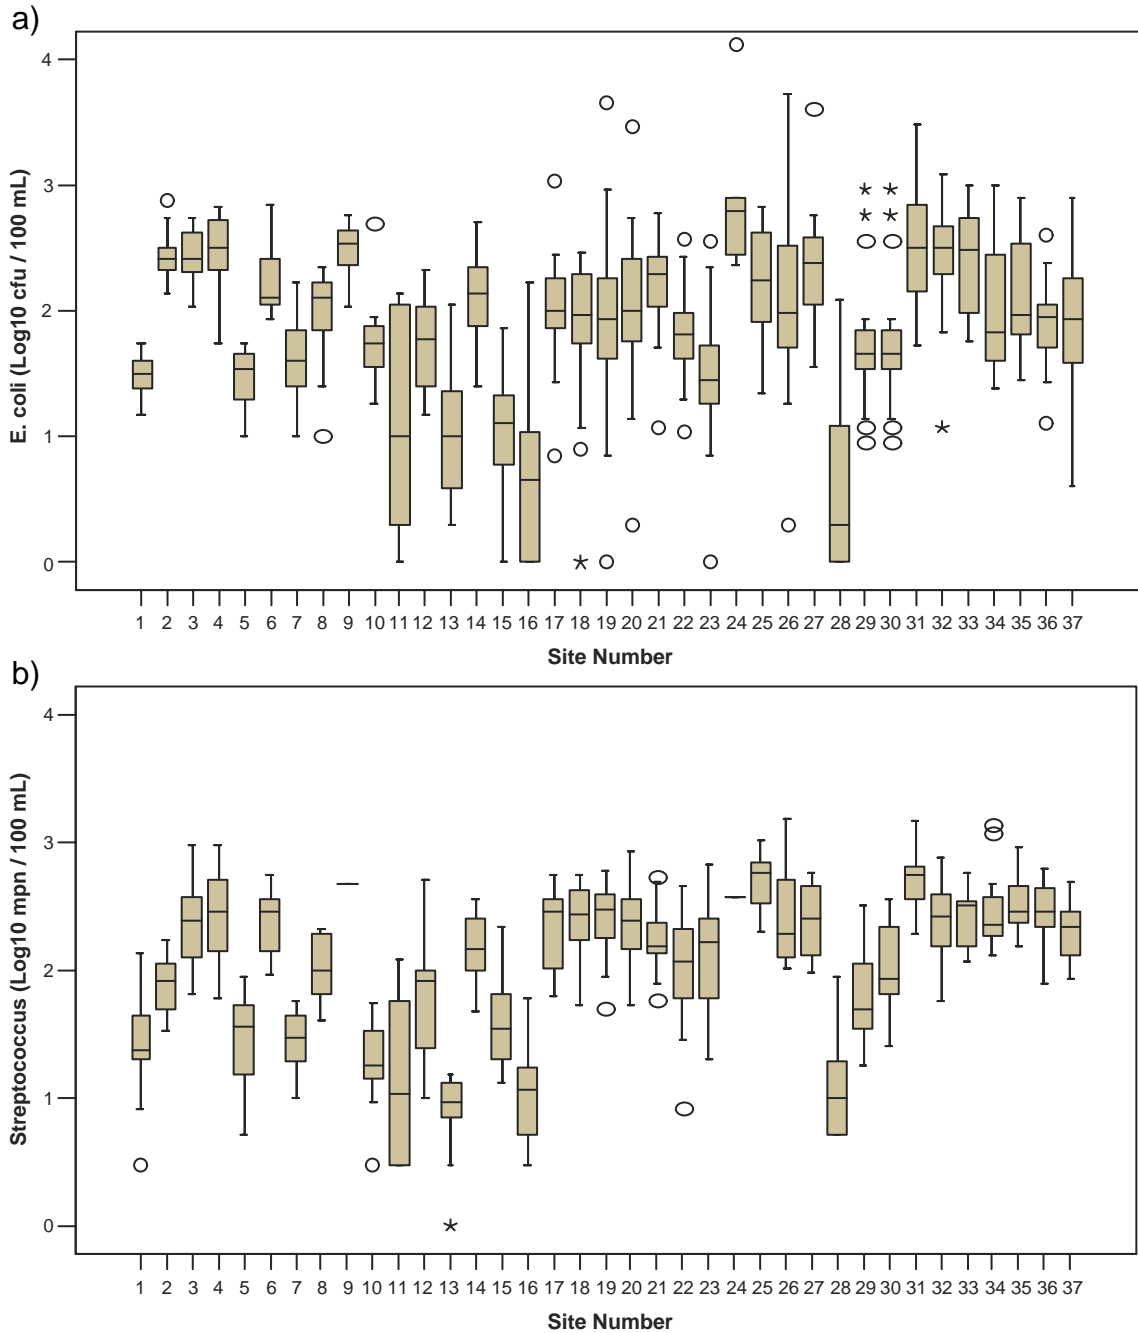 a)
E. coli (Log10 cfu / 100 mL)
4
3
2
1
0
1 2 3 4 5 6 7 8 9 10 11 12 13 14 15 16 17 18 19 20 21 22 23 24 25 26 27 28 29 30 31 32 33 34 35 36 37
Site Number
b)
Streptococcus (Log10 mpn / 100 mL)
4
3
2
1
0
1 2 3 4 5 6 7 8 9 10 11 12 13 14 15 16 17 18 19 20 21 22 23 24 25 26 27 28 29 30 31 32 33 34 35 36 37
Site Number